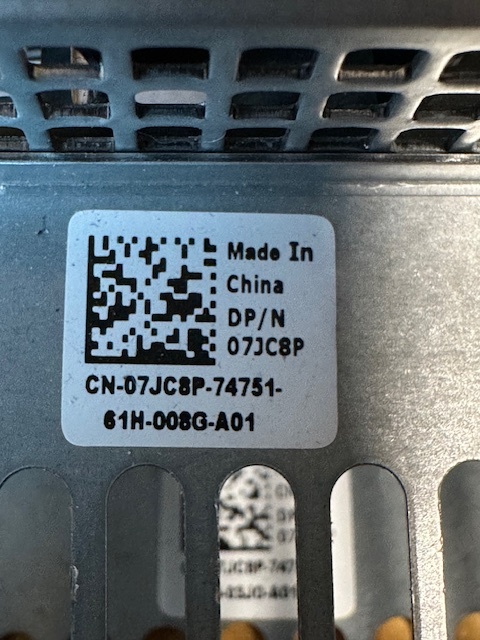 Made In
China
DP/N
07JC8P
CN-07JC8P-74751-
61H-008G-A01